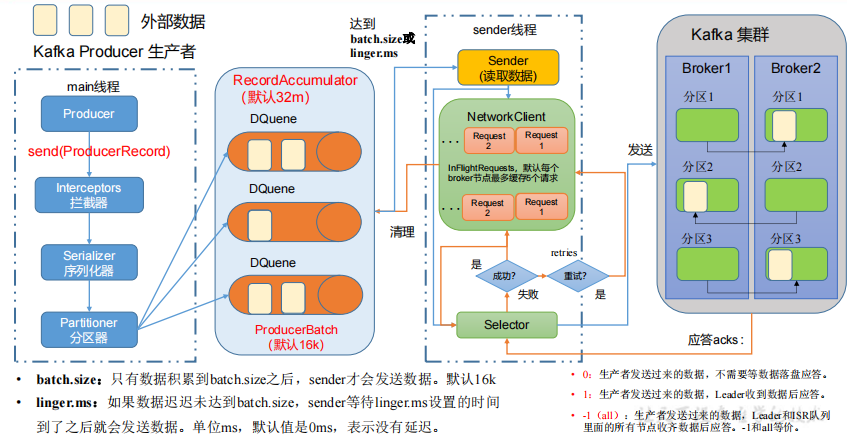 外部数据
Kafka Producer 生产者
main线程
Producer
send(ProducerRecord)
Interceptors
拦截器
Serializer
序列化器
Partitioner
分区器
RecordAccumulator
(默认32m)
DQuene
DQuene
DQuene
ProducerBatch
(默认16k)
达到
batch.size或
linger.ms
清理
sender线程
Sender
(读取数据)
NetworkClient
... Request 2 Request 1
InFlightRequests，默认每个
broker节点最多缓存5个请求
... Request 2 Request 1
是
成功?
失败
retries
重试?
是
Selector
发送
应答acks：
Kafka 集群
Broker1
分区1
分区2
分区3
Broker2
分区1
分区2
分区3
• batch.size：只有数据积累到batch.size之后，sender才会发送数据。默认16k
• linger.ms：如果数据迟迟未达到batch.size，sender等待linger.ms设置的时间
到了之后就会发送数据。单位ms，默认值是0ms，表示没有延迟。
• 0：生产者发送过来的数据，不需要等数据落盘应答。
• 1：生产者发送过来的数据，Leader收到数据后应答。
• -1（all）：生产者发送过来的数据，Leader和ISR队列
里面的所有节点收齐数据后应答。-1和all等价。